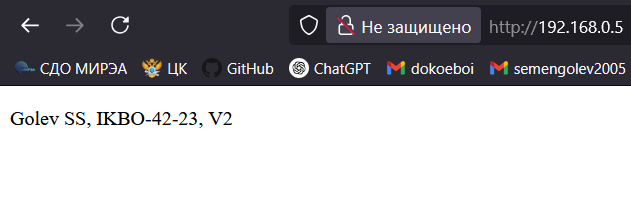 Не защищено http://192.168.0.5
СДО МИРЭА ЦК GitHub ChatGPT dokoeboi semengolev2005
Golev SS, IKBO-42-23, V2